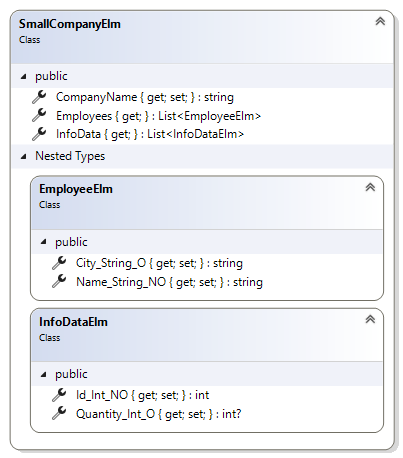 SmallCompanyElm
Class
public
CompanyName { get; set; } : string
Employees { get; } : List<EmployeeElm>
InfoData { get; } : List<InfoDataElm>
Nested Types
EmployeeElm
Class
public
City_String_O { get; set; } : string
Name_String_NO { get; set; } : string
InfoDataElm
Class
public
Id_Int_NO { get; set; } : int
Quantity_Int_O { get; set; } : int?